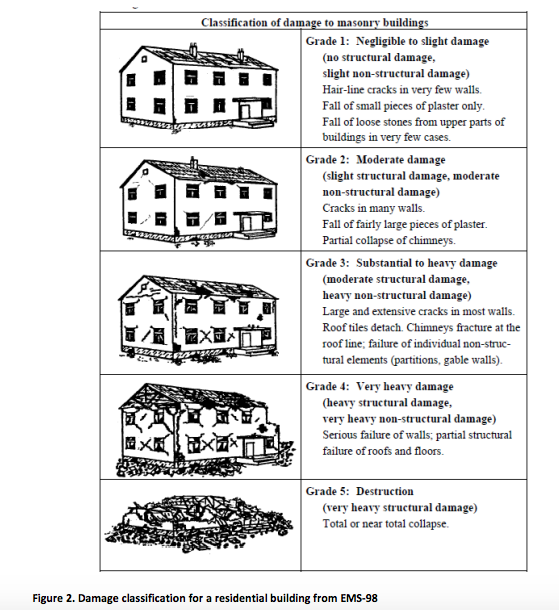 Classification of damage to masonry buildings
Grade 1: Negligible to slight damage
(no structural damage,
slight non-structural damage)
Hair-line cracks in very few walls.
Fall of small pieces of plaster only.
Fall of loose stones from upper parts of
buildings in very few cases.
Grade 2: Moderate damage
(slight structural damage, moderate
non-structural damage)
Cracks in many walls.
Fall of fairly large pieces of plaster.
Partial collapse of chimneys.
Grade 3: Substantial to heavy damage
(moderate structural damage,
heavy non-structural damage)
Large and extensive cracks in most walls.
Roof tiles detach. Chimneys fracture at the
roof line; failure of individual non-struc-
tural elements (partitions, gable walls).
Grade 4: Very heavy damage
(heavy structural damage,
very heavy non-structural damage)
Serious failure of walls; partial structural
failure of roofs and floors.
Grade 5: Destruction
(very heavy structural damage)
Total or near total collapse.
Figure 2. Damage classification for a residential building from EMS-98